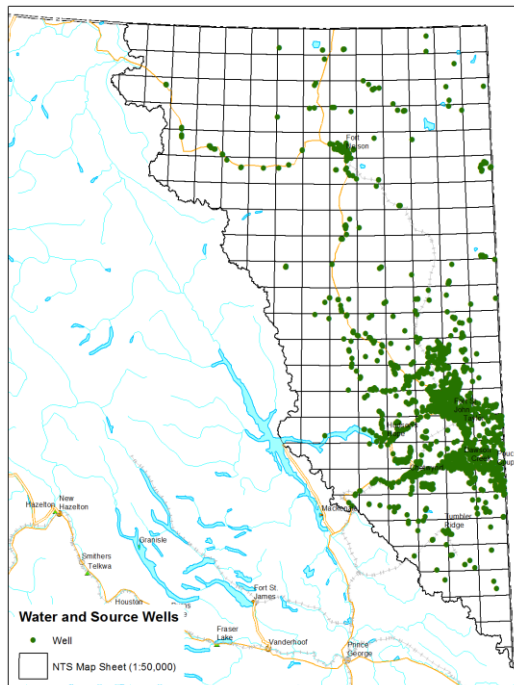 Fort
Nelson
Mackenzie
Tumbler
Ridge
New
Hazelton
Hazelton
Granisle
Smithers
Telkwa
Houston
Fort St.
James
Fraser
Lake
Vanderhoof
Prince
George
Water and Source Wells
Well
NTS Map Sheet (1:50,000)